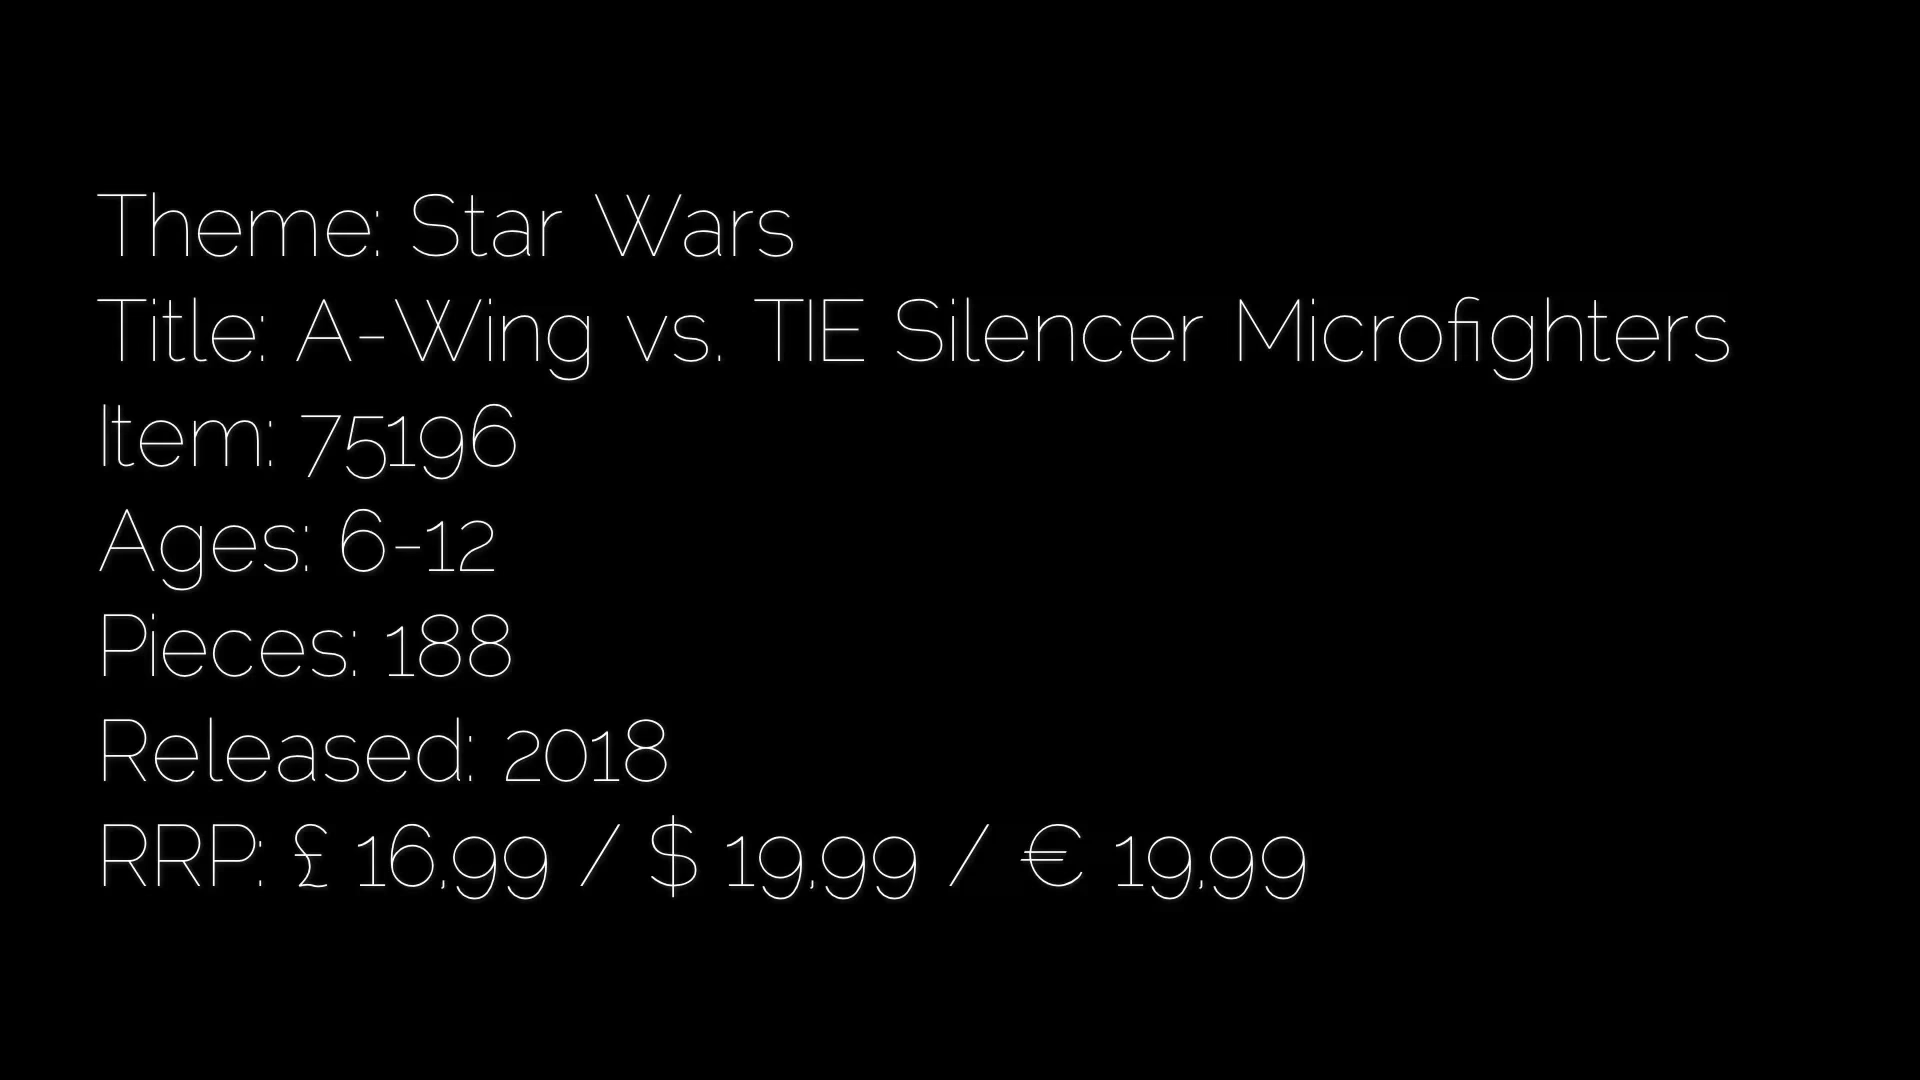 Theme: Star Wars
Title: A-Wing vs. TIE Silencer Microfighters
Item: 75196
Ages: 6-12
Pieces: 188
Released: 2018
RRP: £ 16,99 / $ 19,99 / € 19,99